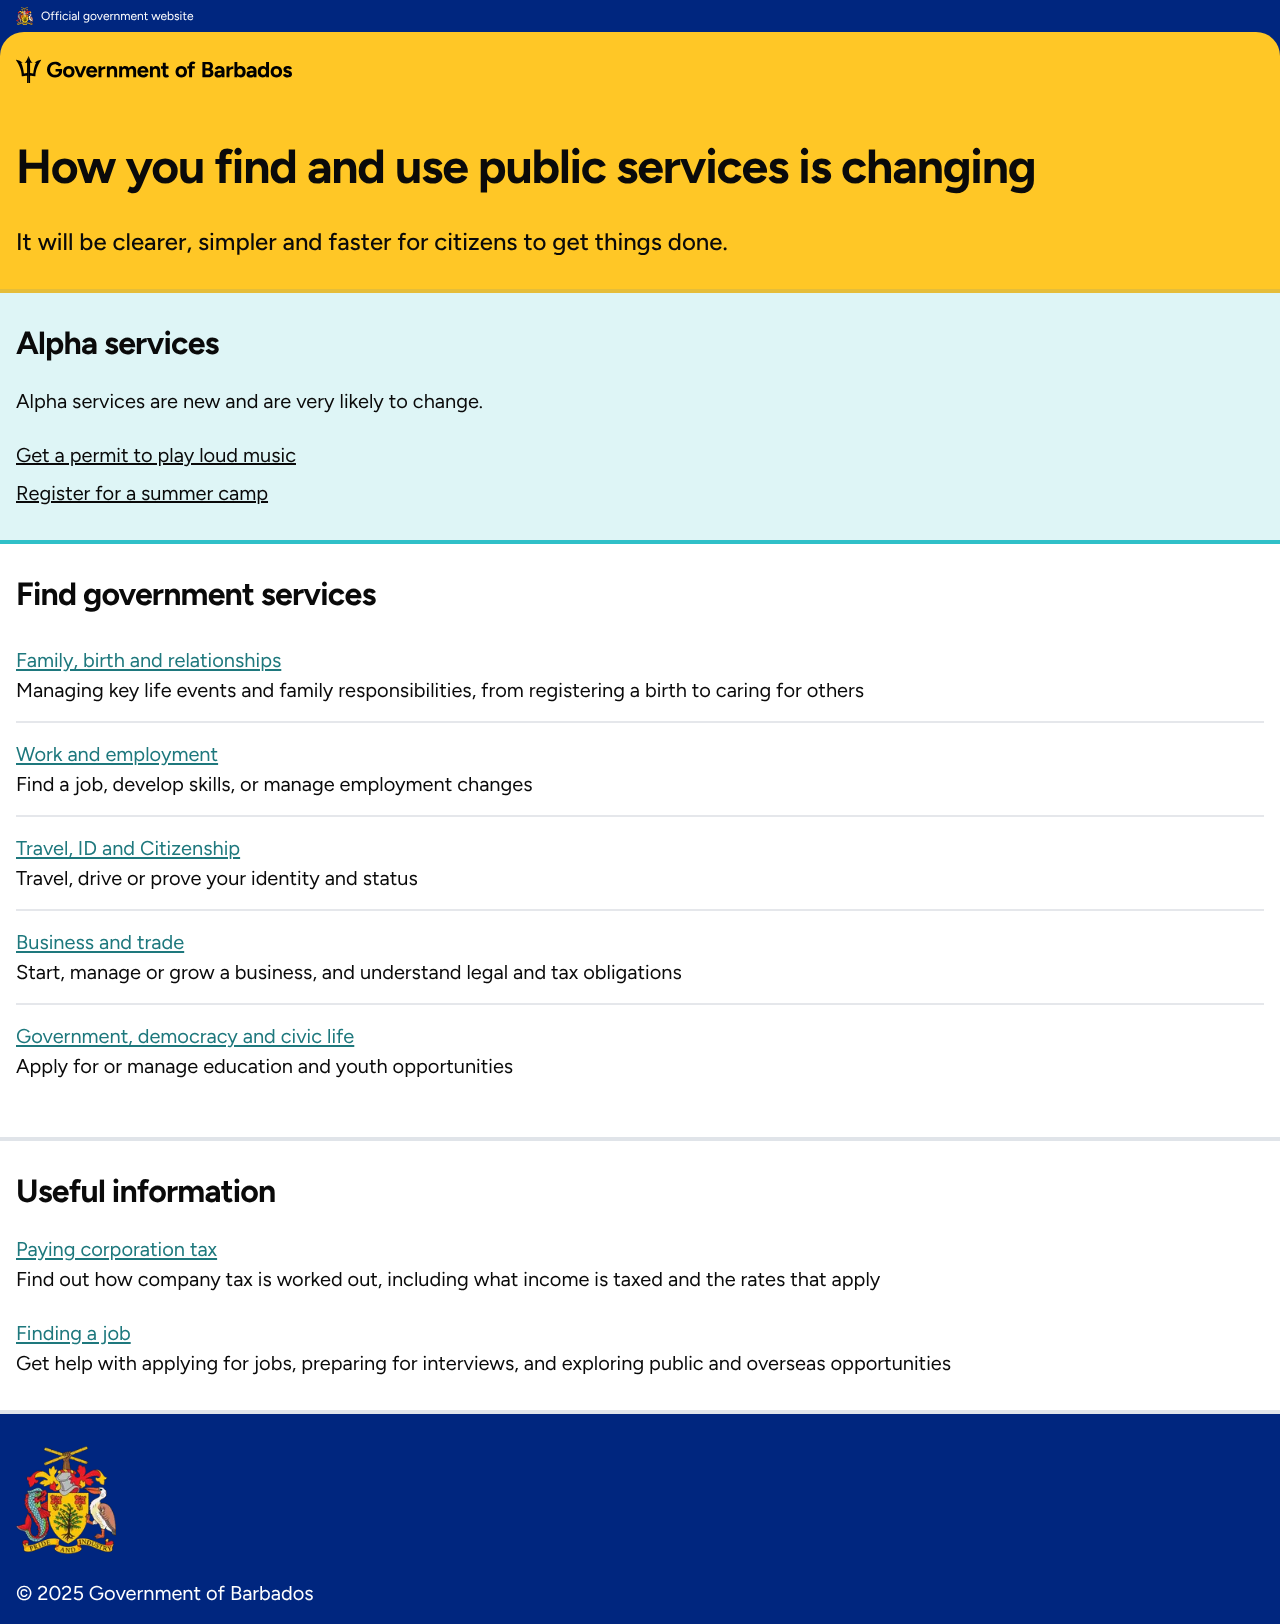 Official government website
Government of Barbados
How you find and use public services is changing
It will be clearer, simpler and faster for citizens to get things done.
Alpha services
Alpha services are new and are very likely to change.
Get a permit to play loud music
Register for a summer camp
Find government services
Family, birth and relationships
Managing key life events and family responsibilities, from registering a birth to caring for others
Work and employment
Find a job, develop skills, or manage employment changes
Travel, ID and Citizenship
Travel, drive or prove your identity and status
Business and trade
Start, manage or grow a business, and understand legal and tax obligations
Government, democracy and civic life
Apply for or manage education and youth opportunities
Useful information
Paying corporation tax
Find out how company tax is worked out, including what income is taxed and the rates that apply
Finding a job
Get help with applying for jobs, preparing for interviews, and exploring public and overseas opportunities
PRIDE AND INDUSTRY
© 2025 Government of Barbados